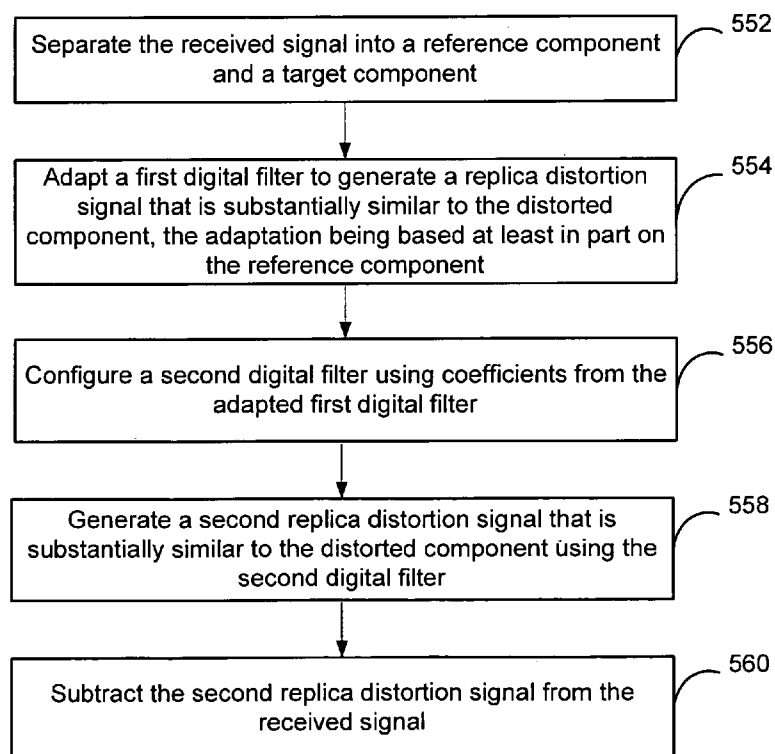 552
Separate the received signal into a reference component
and a target component
554
Adapt a first digital filter to generate a replica distortion
signal that is substantially similar to the distorted
component, the adaptation being based at least in part on
the reference component
556
Configure a second digital filter using coefficients from the
adapted first digital filter
558
Generate a second replica distortion signal that is
substantially similar to the distorted component using the
second digital filter
560
Subtract the second replica distortion signal from the
received signal